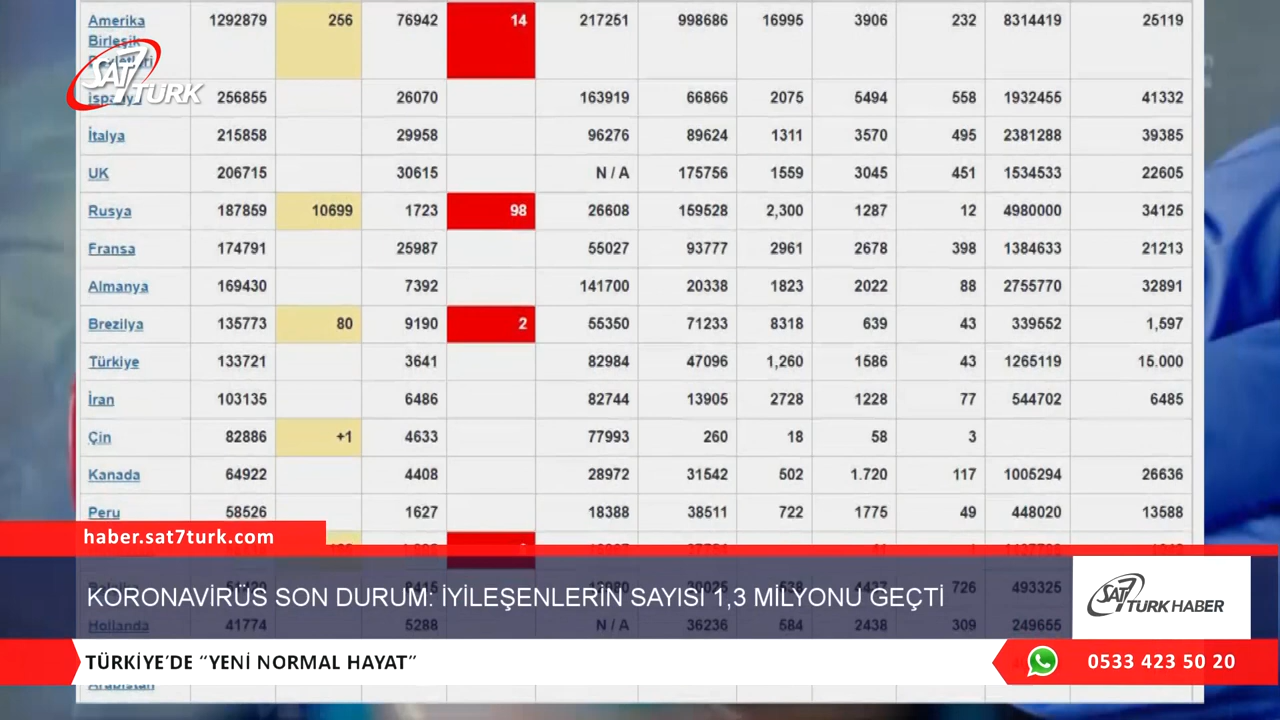 Amerika 1292879 256 76942 14 217251 998686 16995 3906 232 8314419 25119
Birleşik
SAT7 TURK
256855 26070 163919 66866 2075 5494 558 1932455 41332
İtalya 215858 29958 96276 89624 1311 3570 495 2381288 39385
UK 206715 30615 N / A 175756 1559 3045 451 1534533 22605
Rusya 187859 10699 1723 98 26608 159528 2,300 1287 12 4980000 34125
Fransa 174791 25987 55027 93777 2961 2678 398 1384633 21213
Almanya 169430 7392 141700 20338 1823 2022 88 2755770 32891
Brezilya 135773 80 9190 2 55350 71233 8318 639 43 339552 1,597
Türkiye 133721 3641 82984 47096 1,260 1586 43 1265119 15.000
İran 103135 6486 82744 13905 2728 1228 77 544702 6485
Çin 82886 +1 4633 77993 260 18 58 3
Kanada 64922 4408 28972 31542 502 1.720 117 1005294 26636
Peru 58526 1627 18388 38511 722 1775 49 448020 13588
haber.sat7turk.com
726 493325
KORONAVİRÜS SON DURUM: İYİLEŞENLERİN SAYISI 1,3 MİLYONU GEÇTİ
SAT7 TURK HABER
Hollanda 41774 5288 N / A 36236 584 2438 309 249655
TÜRKİYE'DE “YENİ NORMAL HAYAT”
0533 423 50 20
Arabistan